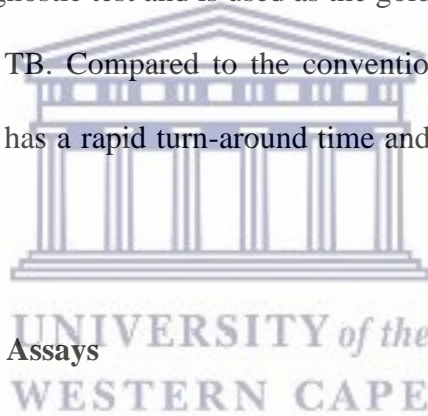 gnostic test and is used as the gold
TB. Compared to the conventio
has a rapid turn-around time and
Assays
UNIVERSITY of the
WESTERN CAPE